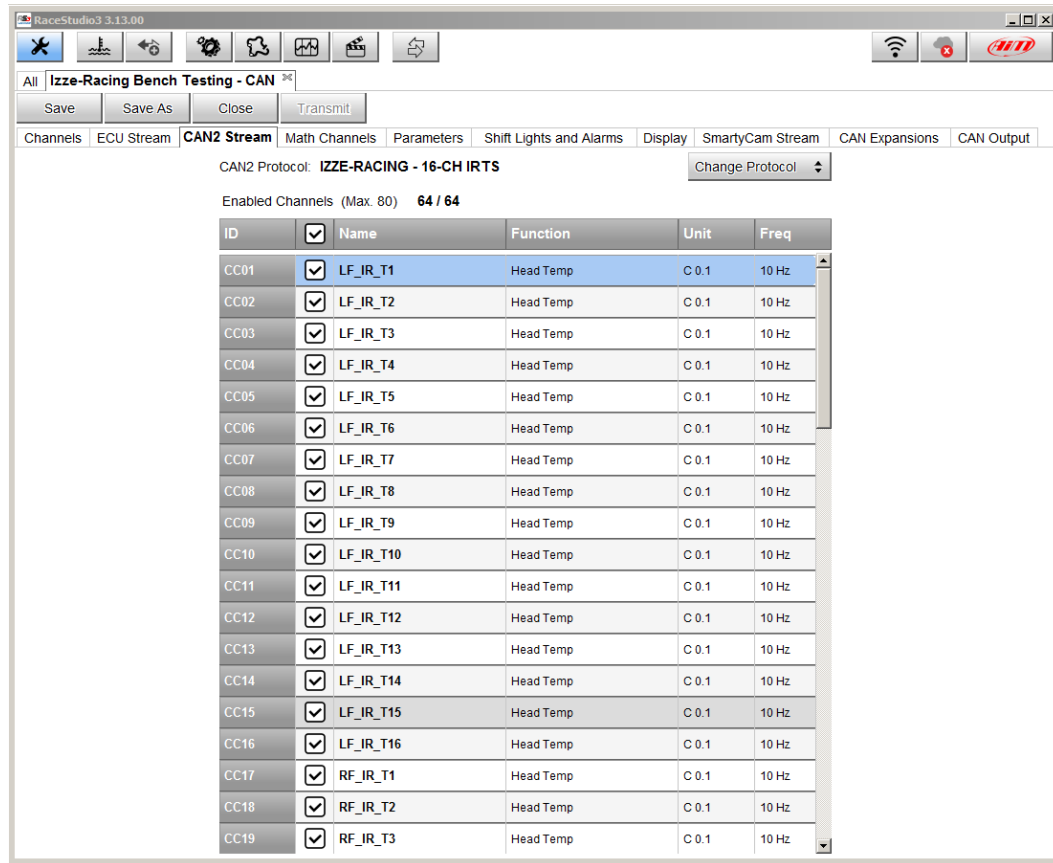 RaceStudio3 3.13.00
AiM
All Izze-Racing Bench Testing - CAN
Save Save As Close Transmit
Channels ECU Stream CAN2 Stream Math Channels Parameters Shift Lights and Alarms Display SmartyCam Stream CAN Expansions CAN Output
CAN2 Protocol: IZZE-RACING - 16-CH IRTS Change Protocol
Enabled Channels (Max. 80) 64 / 64
ID Name Function Unit Freq
CC01 LF_IR_T1 Head Temp C 0.1 10 Hz
CC02 LF_IR_T2 Head Temp C 0.1 10 Hz
CC03 LF_IR_T3 Head Temp C 0.1 10 Hz
CC04 LF_IR_T4 Head Temp C 0.1 10 Hz
CC05 LF_IR_T5 Head Temp C 0.1 10 Hz
CC06 LF_IR_T6 Head Temp C 0.1 10 Hz
CC07 LF_IR_T7 Head Temp C 0.1 10 Hz
CC08 LF_IR_T8 Head Temp C 0.1 10 Hz
CC09 LF_IR_T9 Head Temp C 0.1 10 Hz
CC10 LF_IR_T10 Head Temp C 0.1 10 Hz
CC11 LF_IR_T11 Head Temp C 0.1 10 Hz
CC12 LF_IR_T12 Head Temp C 0.1 10 Hz
CC13 LF_IR_T13 Head Temp C 0.1 10 Hz
CC14 LF_IR_T14 Head Temp C 0.1 10 Hz
CC15 LF_IR_T15 Head Temp C 0.1 10 Hz
CC16 LF_IR_T16 Head Temp C 0.1 10 Hz
CC17 RF_IR_T1 Head Temp C 0.1 10 Hz
CC18 RF_IR_T2 Head Temp C 0.1 10 Hz
CC19 RF_IR_T3 Head Temp C 0.1 10 Hz